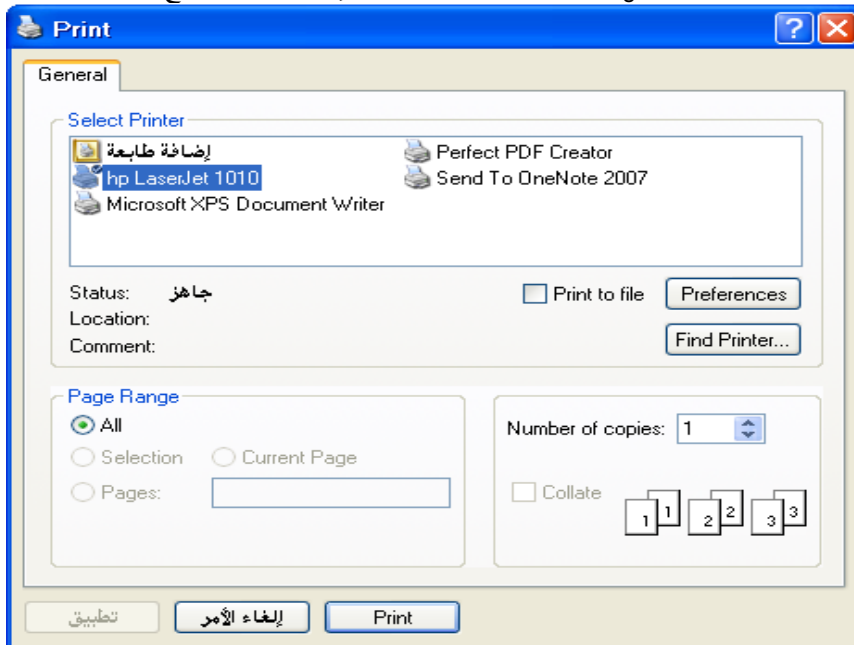 Print
General
Select Printer
إضافة طابعة
Perfect PDF Creator
hp LaserJet 1010
Send To OneNote 2007
Microsoft XPS Document Writer
Status: جاهز
Print to file
Preferences
Location:
Find Printer...
Comment:
Page Range
All
Number of copies: 1
Selection
Current Page
Pages:
Collate
1 1 2 2 3 3
تطبيق
إلغاء الأمر
Print